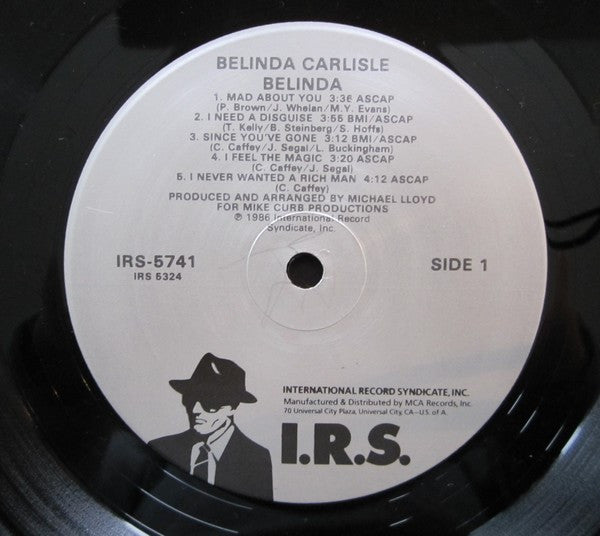 BELINDA CARLISLE
BELINDA
1. MAD ABOUT YOU 3:36 ASCAP
(P. Brown/J. Whelan/M.Y. Evans)
2. I NEED A DISGUISE 3:55 BMI/ASCAP
(T. Kelly/B. Steinberg/S. Hoffs)
3. SINCE YOU'VE GONE 3:12 BMI/ASCAP
(C. Caffey/J. Segal/L. Buckingham)
4. I FEEL THE MAGIC 3:20 ASCAP
(C. Caffey/J. Segal)
5. I NEVER WANTED A RICH MAN 4:12 ASCAP
(C. Caffey)
PRODUCED AND ARRANGED BY MICHAEL LLOYD
FOR MIKE CURB PRODUCTIONS
℗ 1986 International Record
Syndicate, Inc.
IRS-5741
IRS 5324
SIDE 1
INTERNATIONAL RECORD SYNDICATE, INC.
Manufactured & Distributed by MCA Records, Inc.
70 Universal City Plaza, Universal City, CA—U.S. of A.
I.R.S.